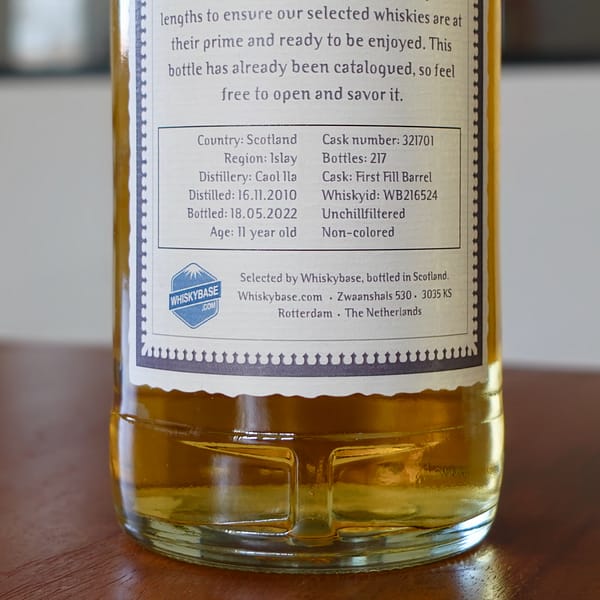 lengths to ensure our selected whiskies are at
their prime and ready to be enjoyed. This
bottle has already been catalogued, so feel
free to open and savor it.
Country: Scotland
Region: Islay
Distillery: Caol Ila
Distilled: 16.11.2010
Bottled: 18.05.2022
Age: 11 year old
Cask number: 321701
Bottles: 217
Cask: First Fill Barrel
Whiskyid: WB216524
Unchillfiltered
Non-colored
WHISKYBASE
.COM
Selected by Whiskybase, bottled in Scotland.
Whiskybase.com • Zwaanshals 530 • 3035 KS
Rotterdam • The Netherlands